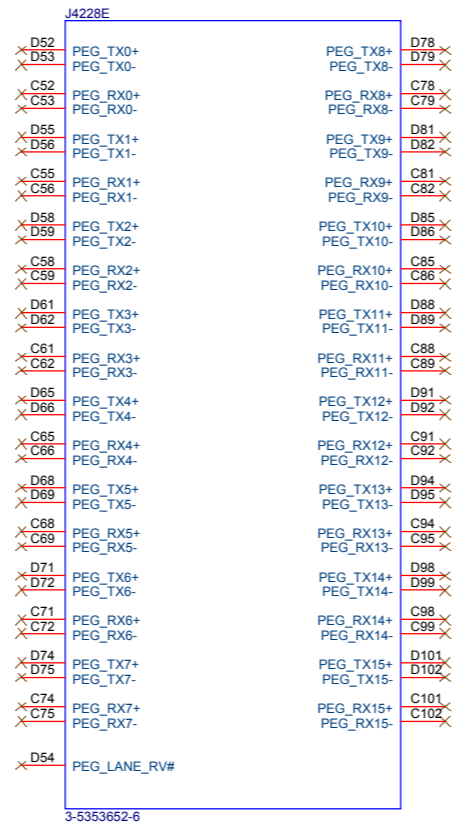 J4228E
D52 PEG_TX0+ PEG_TX8+ D78
D53 PEG_TX0- PEG_TX8- D79
C52 PEG_RX0+ PEG_RX8+ C78
C53 PEG_RX0- PEG_RX8- C79
D55 PEG_TX1+ PEG_TX9+ D81
D56 PEG_TX1- PEG_TX9- D82
C55 PEG_RX1+ PEG_RX9+ C81
C56 PEG_RX1- PEG_RX9- C82
D58 PEG_TX2+ PEG_TX10+ D85
D59 PEG_TX2- PEG_TX10- D86
C58 PEG_RX2+ PEG_RX10+ C85
C59 PEG_RX2- PEG_RX10- C86
D61 PEG_TX3+ PEG_TX11+ D88
D62 PEG_TX3- PEG_TX11- D89
C61 PEG_RX3+ PEG_RX11+ C88
C62 PEG_RX3- PEG_RX11- C89
D65 PEG_TX4+ PEG_TX12+ D91
D66 PEG_TX4- PEG_TX12- D92
C65 PEG_RX4+ PEG_RX12+ C91
C66 PEG_RX4- PEG_RX12- C92
D68 PEG_TX5+ PEG_TX13+ D94
D69 PEG_TX5- PEG_TX13- D95
C68 PEG_RX5+ PEG_RX13+ C94
C69 PEG_RX5- PEG_RX13- C95
D71 PEG_TX6+ PEG_TX14+ D98
D72 PEG_TX6- PEG_TX14- D99
C71 PEG_RX6+ PEG_RX14+ C98
C72 PEG_RX6- PEG_RX14- C99
D74 PEG_TX7+ PEG_TX15+ D101
D75 PEG_TX7- PEG_TX15- D102
C74 PEG_RX7+ PEG_RX15+ C101
C75 PEG_RX7- PEG_RX15- C102
D54 PEG_LANE_RV#
3-5353652-6